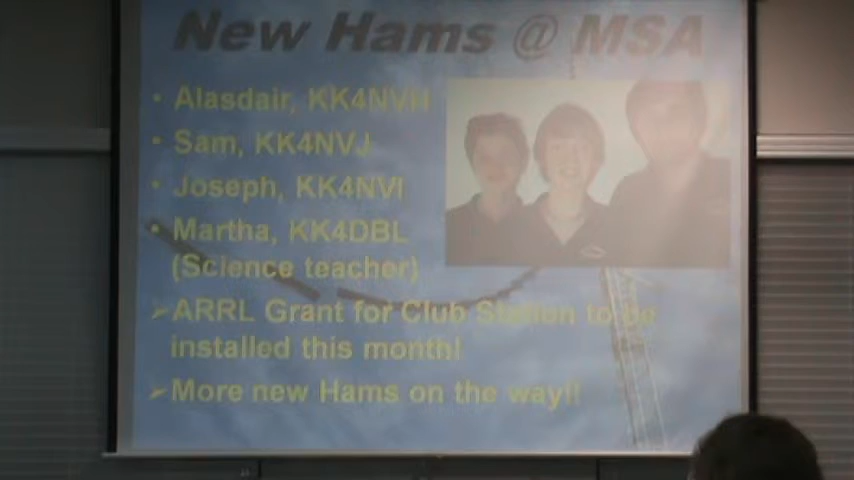 New Hams @ MSA
• Alasdair, KK4NVH
• Sam, KK4NVJ
• Joseph, KK4NVI
• Martha, KK4DBL
(Science teacher)
➢ARRL Grant for Club Station to be
installed this month!
➢More new Hams on the way!!